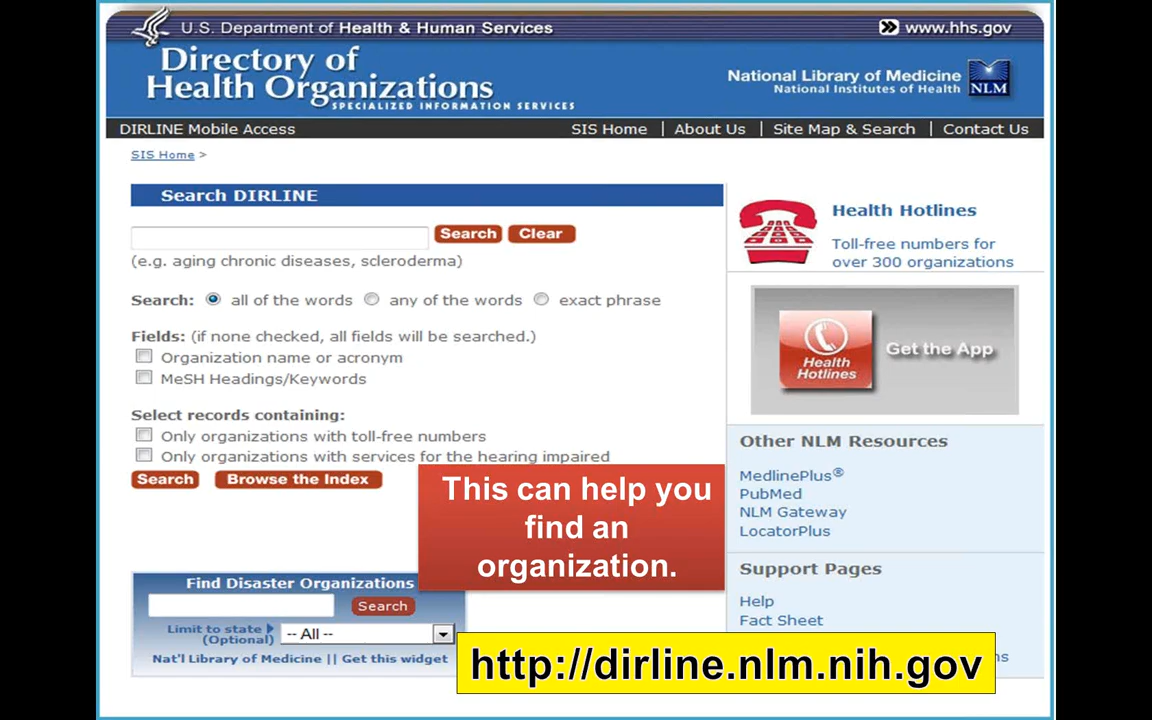 U.S. Department of Health & Human Services
www.hhs.gov
Directory of
Health Organizations
SPECIALIZED INFORMATION SERVICES
National Library of Medicine
National Institutes of Health
NLM
DIRLINE Mobile Access
SIS Home | About Us | Site Map & Search | Contact Us
SIS Home >
Search DIRLINE
Search Clear
(e.g. aging chronic diseases, scleroderma)
Search: all of the words any of the words exact phrase
Fields: (if none checked, all fields will be searched.)
Organization name or acronym
MeSH Headings/Keywords
Select records containing:
Only organizations with toll-free numbers
Only organizations with services for the hearing impaired
Search Browse the Index
This can help you
find an
organization.
Find Disaster Organizations
Search
Limit to state
(Optional)
-- All --
Nat'l Library of Medicine || Get this widget
Health Hotlines
Toll-free numbers for
over 300 organizations
Health
Hotlines
Get the App
Other NLM Resources
MedlinePlus®
PubMed
NLM Gateway
LocatorPlus
Support Pages
Help
Fact Sheet
http://dirline.nlm.nih.gov